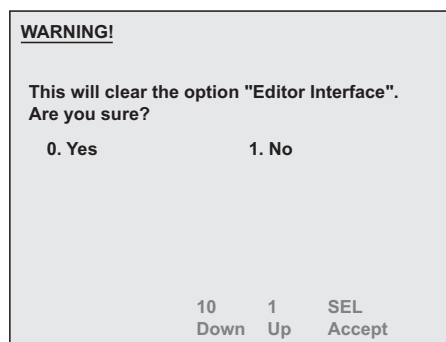 WARNING!
This will clear the option "Editor Interface".
Are you sure?
0. Yes 1. No
10 1 SEL
Down Up Accept